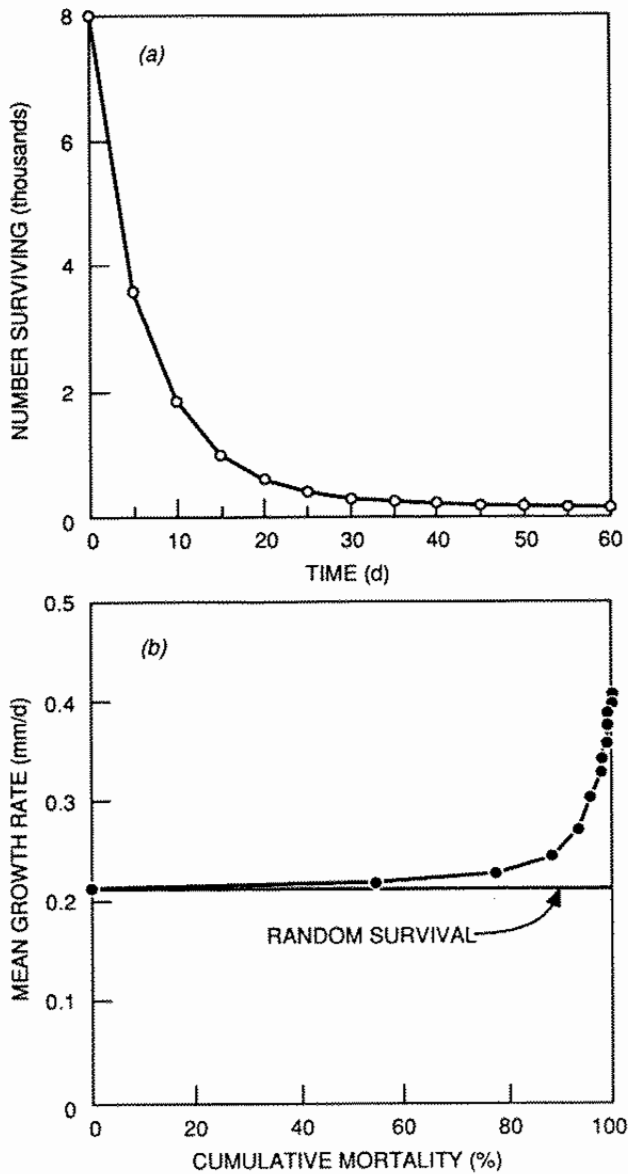 8
(a)
6
4
2
0
NUMBER SURVIVING (thousands)
0 10 20 30 40 50 60
TIME (d)
0.5
(b)
0.4
0.3
0.2
RANDOM SURVIVAL
0.1
0
MEAN GROWTH RATE (mm/d)
0 20 40 60 80 100
CUMULATIVE MORTALITY (%)